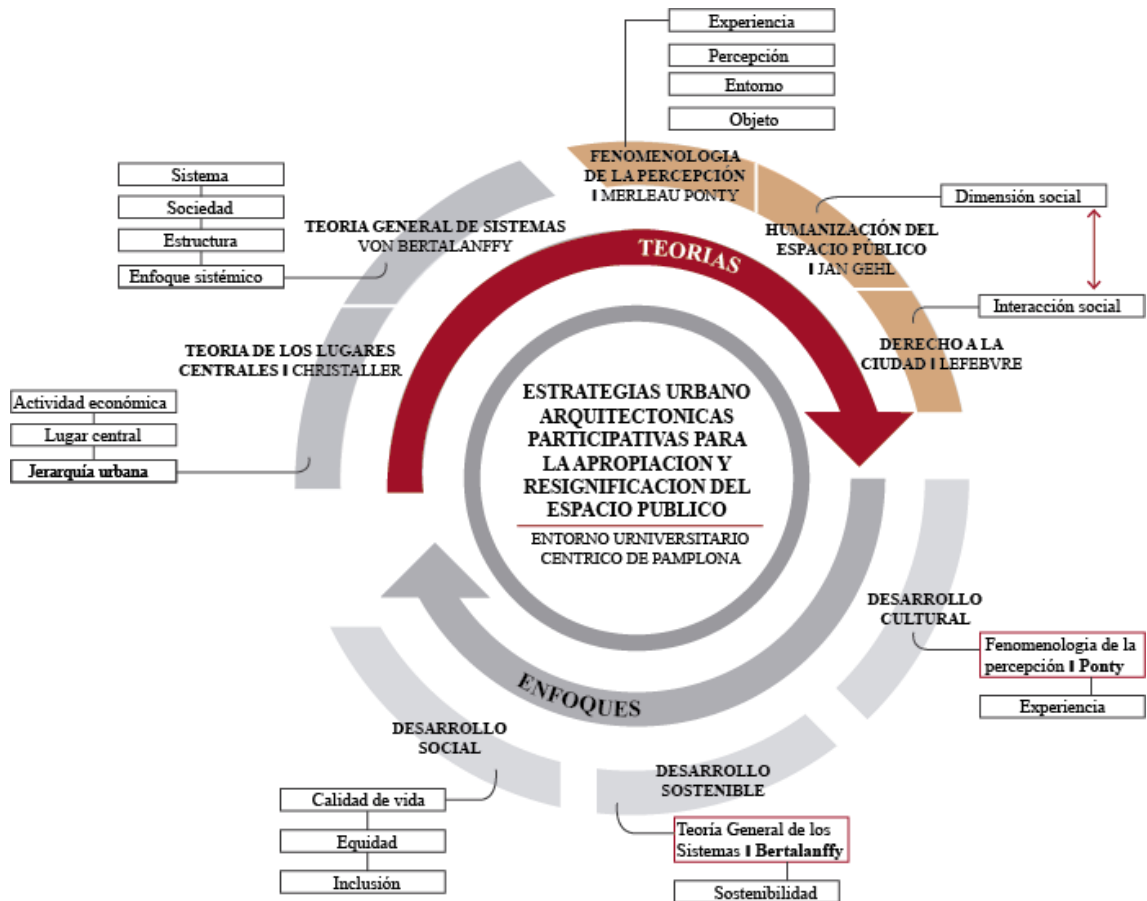 Experiencia
Percepción
Entorno
Objeto
FENOMENOLOGIA
DE LA PERCEPCIÓN
I MERLEAU PONTY
Sistema
Sociedad
Estructura
Enfoque sistémico
TEORIA GENERAL DE SISTEMAS
VON BERTALANFFY
TEORIAS
Dimensión social
HUMANIZACIÓN DEL
ESPACIO PÚBLICO
I JAN GEHL
Interacción social
DERECHO A LA
CIUDAD I LEFEBVRE
TEORIA DE LOS LUGARES
CENTRALES I CHRISTALLER
Actividad económica
Lugar central
Jerarquía urbana
ESTRATEGIAS URBANO
ARQUITECTONICAS
PARTICIPATIVAS PARA
LA APROPIACION Y
RESIGNIFICACION DEL
ESPACIO PUBLICO
ENTORNO URNIVERSITARIO
CENTRICO DE PAMPLONA
DESARROLLO
CULTURAL
Fenomenologia de la
percepción I Ponty
Experiencia
ENFOQUES
DESARROLLO
SOCIAL
Calidad de vida
Equidad
Inclusión
DESARROLLO
SOSTENIBLE
Teoría General de los
Sistemas I Bertalanffy
Sostenibilidad